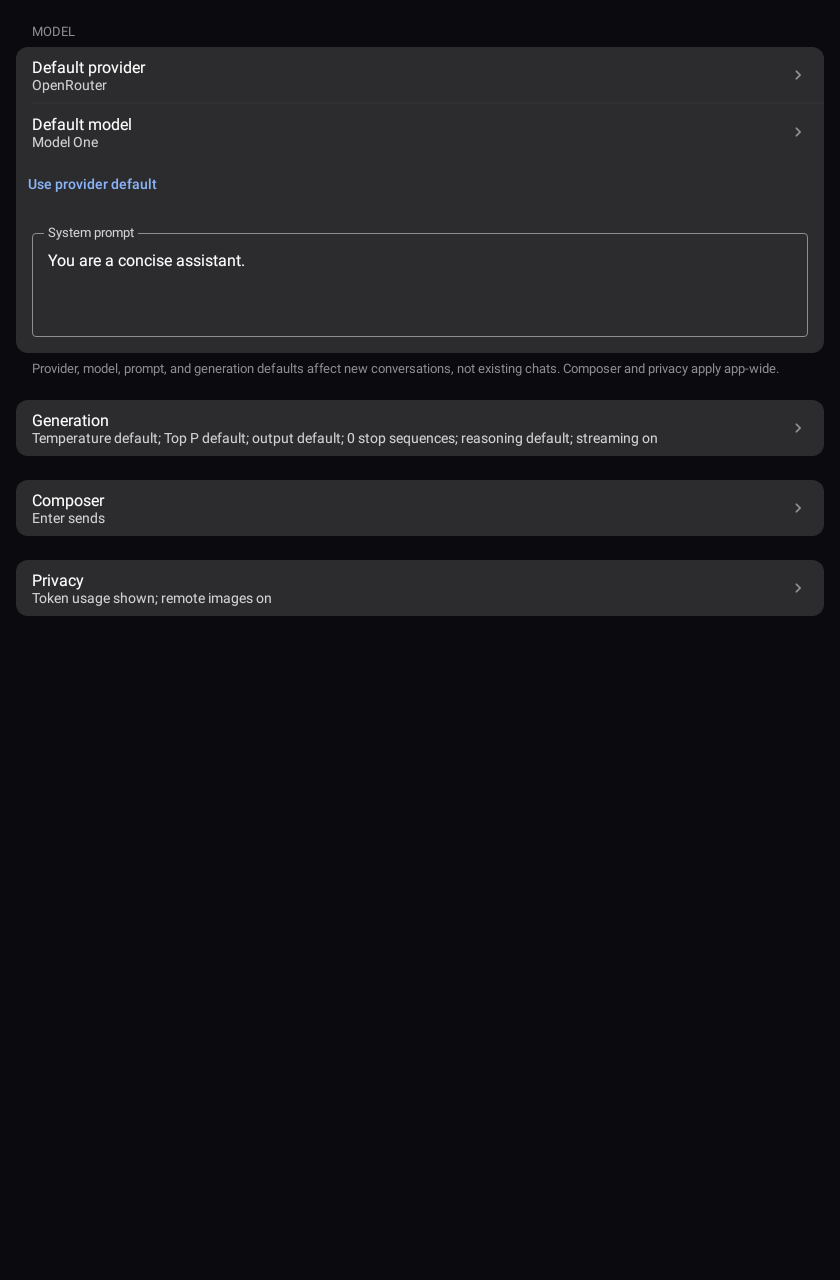 MODEL
Default provider
OpenRouter
Default model
Model One
Use provider default
System prompt
You are a concise assistant.
Provider, model, prompt, and generation defaults affect new conversations, not existing chats. Composer and privacy apply app-wide.
Generation
Temperature default; Top P default; output default; 0 stop sequences; reasoning default; streaming on
Composer
Enter sends
Privacy
Token usage shown; remote images on